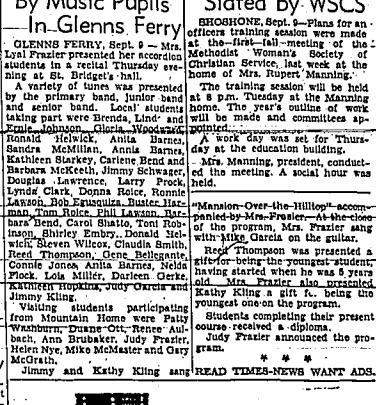 By Music Pupils
In Glenns Ferry
GLENNS FERRY, Sept. 9 — Mrs.
Lyal Frazier presented her accordion
students in a recital Thursday eve-
ning at St. Bridget's hall.
A variety of tunes was presented
by the primary band, junior band
and senior band. Local students
taking part were Brenda, Linda and
Ernie Johnson, Gloria Woodward,
Ronald Helwick, Anita Barnes,
Sandra McMillan, Annia Barnes,
Kathleen Starkey, Carlene Bend and
Barbara McKeeth, Jimmy Schwager,
Douglas Lawrence, Larry Prock,
Lynda Clark, Donna Roice, Ronnie
Lawson, Bob Egusquiza, Buster Har-
man, Tom Roice, Phil Lawson, Bar-
bara Bend, Carol Shatto, Toni Rob-
inson, Shirley Embry, Donald Hel-
wick, Steven Wilcox, Claudia Smith,
Reed Thompson, Gene Bellegante,
Connie Jones, Anita Barnes, Nelda
Flock, Lola Miller, Darleen Gerke,
Kathleen Hopkins, Judy Garcia and
Jimmy Kling.
Visiting students participating
from Mountain Home were Patty
Washburn, Duane Ott, Renee Aul-
bach, Ann Brubaker, Judy Frazier,
Helen Nye, Mike McMaster and Gary
McGrath.
Jimmy and Kathy Kling sang
"Mansion Over the Hilltop" accom-
panied by Mrs. Frazier. At the close
of the program, Mrs. Frazier sang
with Mike Garcia on the guitar.
Reed Thompson was presented a
gift for being the youngest student,
having started when he was 5 years
old. Mrs. Frazier also presented
Kathy Kling a gift for being the
youngest one on the program.
Students completing their present
course received a diploma.
Judy Frazier announced the pro-
gram.
* * *
READ TIMES-NEWS WANT ADS.
Slated by WSCS
SHOSHONE, Sept. 9—Plans for an
officers training session were made
at the first fall meeting of the
Methodist Woman's Society of
Christian Service, last week at the
home of Mrs. Rupert Manning.
The training session will be held
at 8 p.m. Tuesday at the Manning
home. The year's outline of work
will be made and committees ap-
pointed.
A work day was set for Thurs-
day at the education building.
Mrs. Manning, president, conduct-
ed the meeting. A social hour was
held.